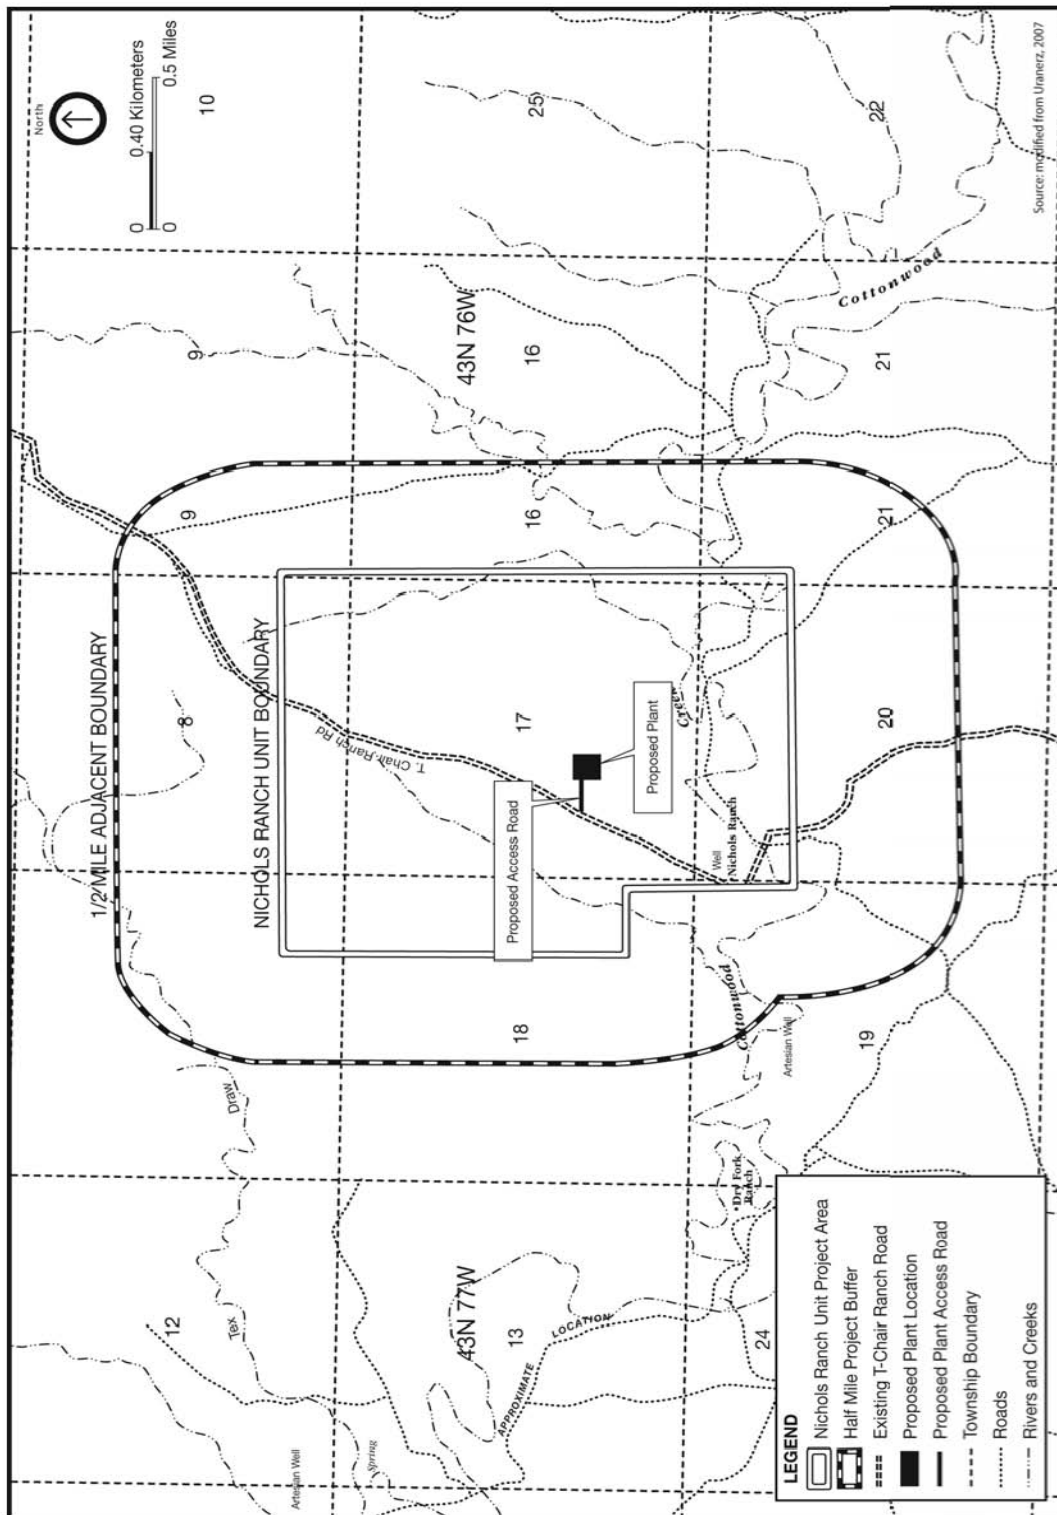 North
0 0.40 Kilometers
0 0.5 Miles
10
25
22
9
43N 76W
16
21
Cottonwood
1/2 MILE ADJACENT BOUNDARY
9
16
21
NICHOLS RANCH UNIT BOUNDARY
8
T. Chair Ranch Rd
17
20
Proposed Access Road
Proposed Plant
Creek
Well
Nichols Ranch
18
Cottonwood
Artesian Well
19
Draw
Tex
12
43N 77W
13
APPROXIMATE LOCATION
Dry Fork
Ranch
24
Artesian Well
Spring
LEGEND
Nichols Ranch Unit Project Area
Half Mile Project Buffer
Existing T-Chair Ranch Road
Proposed Plant Location
Proposed Plant Access Road
Township Boundary
Roads
Rivers and Creeks
Source: modified from Uranerz, 2007